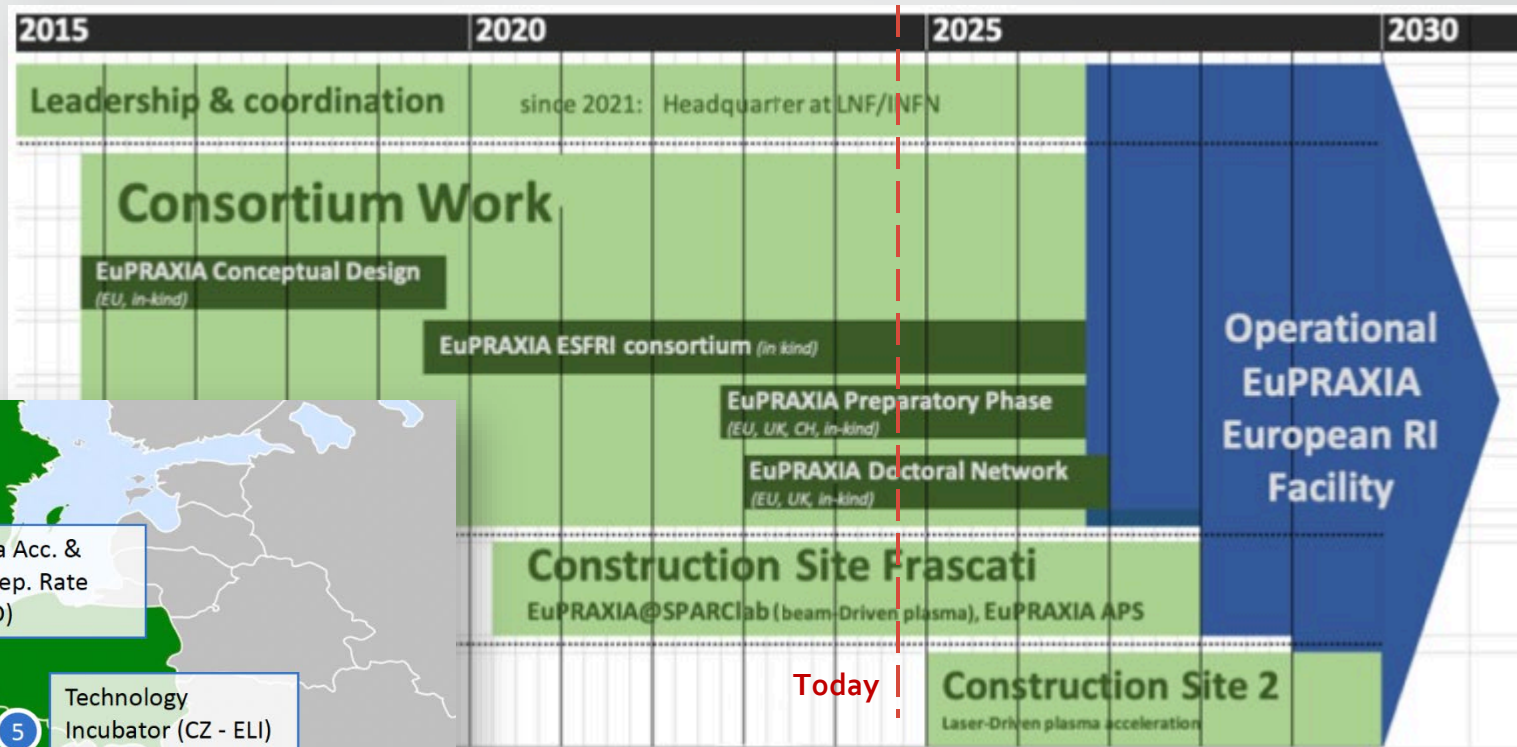 2015 2020 2025 2030
Leadership & coordination since 2021: Headquarter at LNF/INFN
Consortium Work
EuPRAXIA Conceptual Design
(EU, in-kind)
EuPRAXIA ESFRI consortium (in kind)
EuPRAXIA Preparatory Phase
(EU, UK, CH, in-kind)
EuPRAXIA Doctoral Network
(EU, UK, in-kind)
Operational
EuPRAXIA
European RI
Facility
Construction Site Frascati
EuPRAXIA@SPARClab (beam-Driven plasma), EuPRAXIA APS
Today
Construction Site 2
Laser-Driven plasma acceleration
a Acc. &
ep. Rate
Technology
5 Incubator (CZ - ELI)